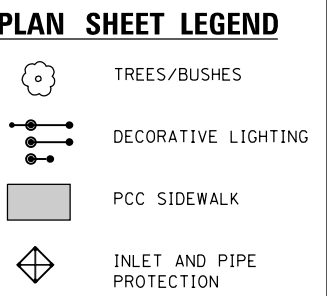 PLAN SHEET LEGEND
TREES/BUSHES
DECORATIVE LIGHTING
PCC SIDEWALK
INLET AND PIPE
PROTECTION